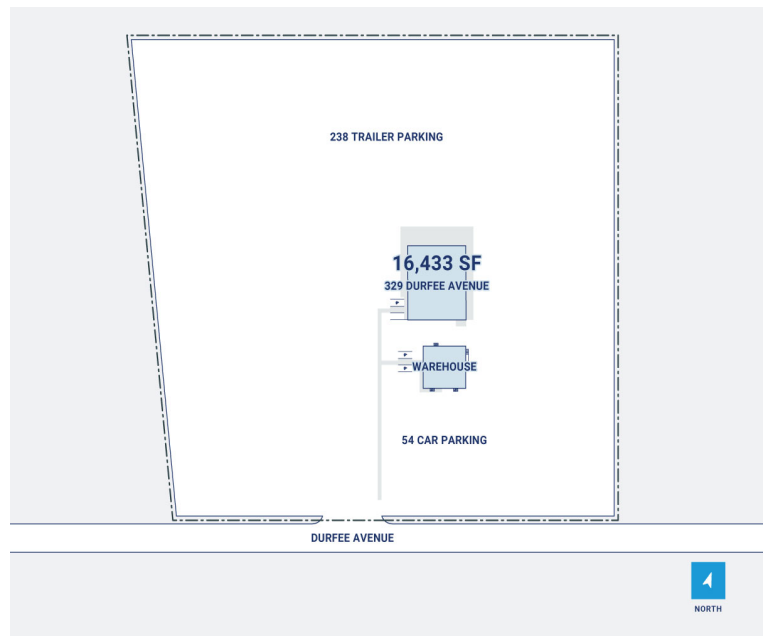 238 TRAILER PARKING
16,433 SF
329 DURFEE AVENUE
WAREHOUSE
54 CAR PARKING
DURFEE AVENUE
NORTH